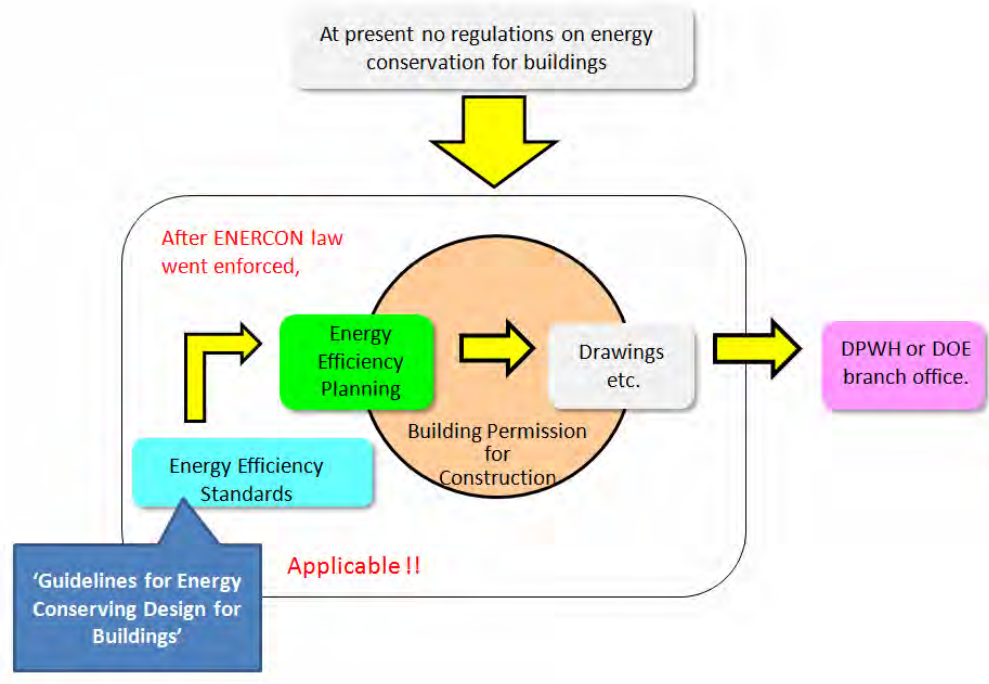 At present no regulations on energy
conservation for buildings
After ENERCON law
went enforced,
Energy
Efficiency
Planning
Drawings
etc.
DPWH or DOE
branch office.
Building Permission
for
Construction
Energy Efficiency
Standards
Applicable !!
‘Guidelines for Energy
Conserving Design for
Buildings’